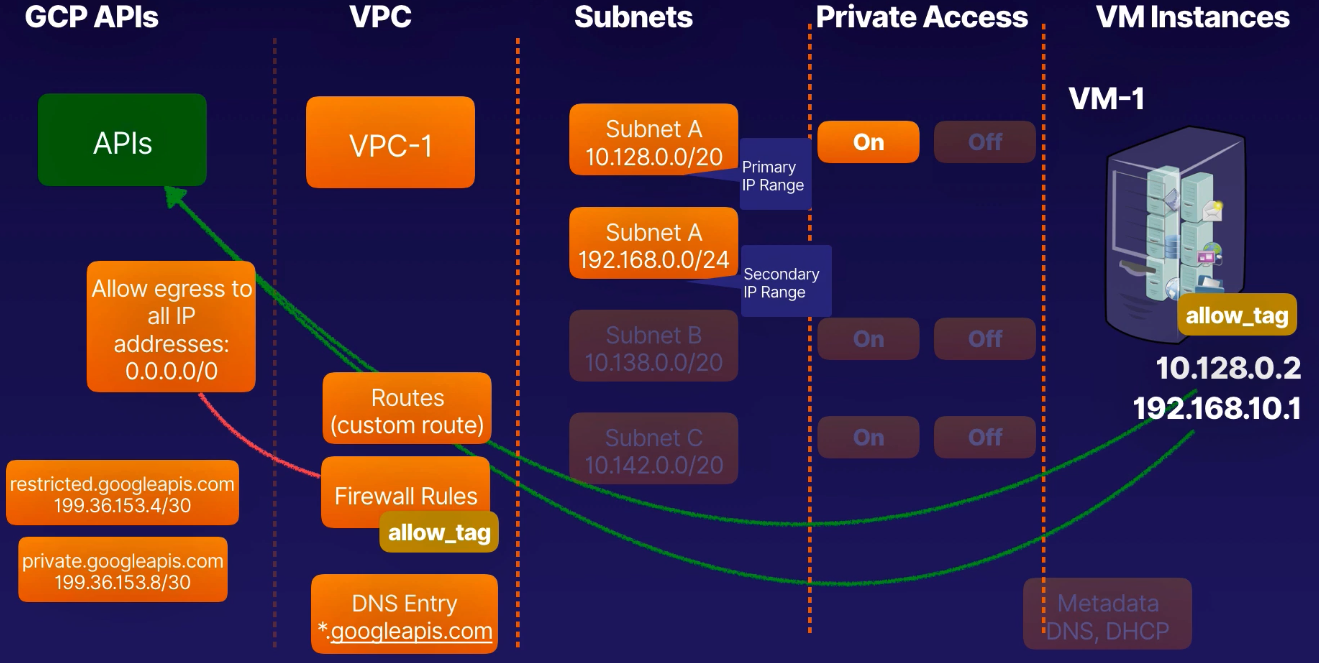 GCP APIs
VPC
Subnets
Private Access
VM Instances
APIs
VPC-1
Subnet A
10.128.0.0/20
Primary
IP Range
On
Off
VM-1
Subnet A
192.168.0.0/24
Secondary
IP Range
Allow egress to
all IP
addresses:
0.0.0.0/0
Subnet B
10.138.0.0/20
On
Off
allow_tag
10.128.0.2
192.168.10.1
Routes
(custom route)
Subnet C
10.142.0.0/20
On
Off
restricted.googleapis.com
199.36.153.4/30
Firewall Rules
allow_tag
private.googleapis.com
199.36.153.8/30
DNS Entry
*.googleapis.com
Metadata
DNS, DHCP